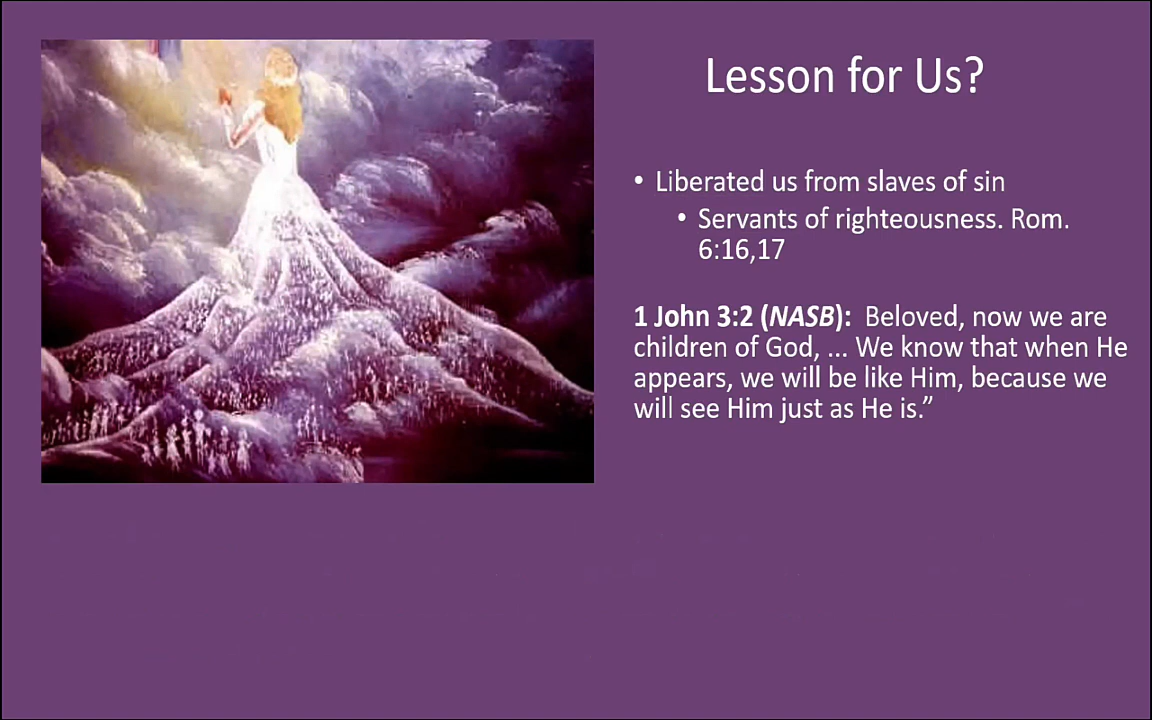 Lesson for Us?
• Liberated us from slaves of sin
• Servants of righteousness. Rom.
6:16,17
1 John 3:2 (NASB): Beloved, now we are
children of God, ... We know that when He
appears, we will be like Him, because we
will see Him just as He is.”